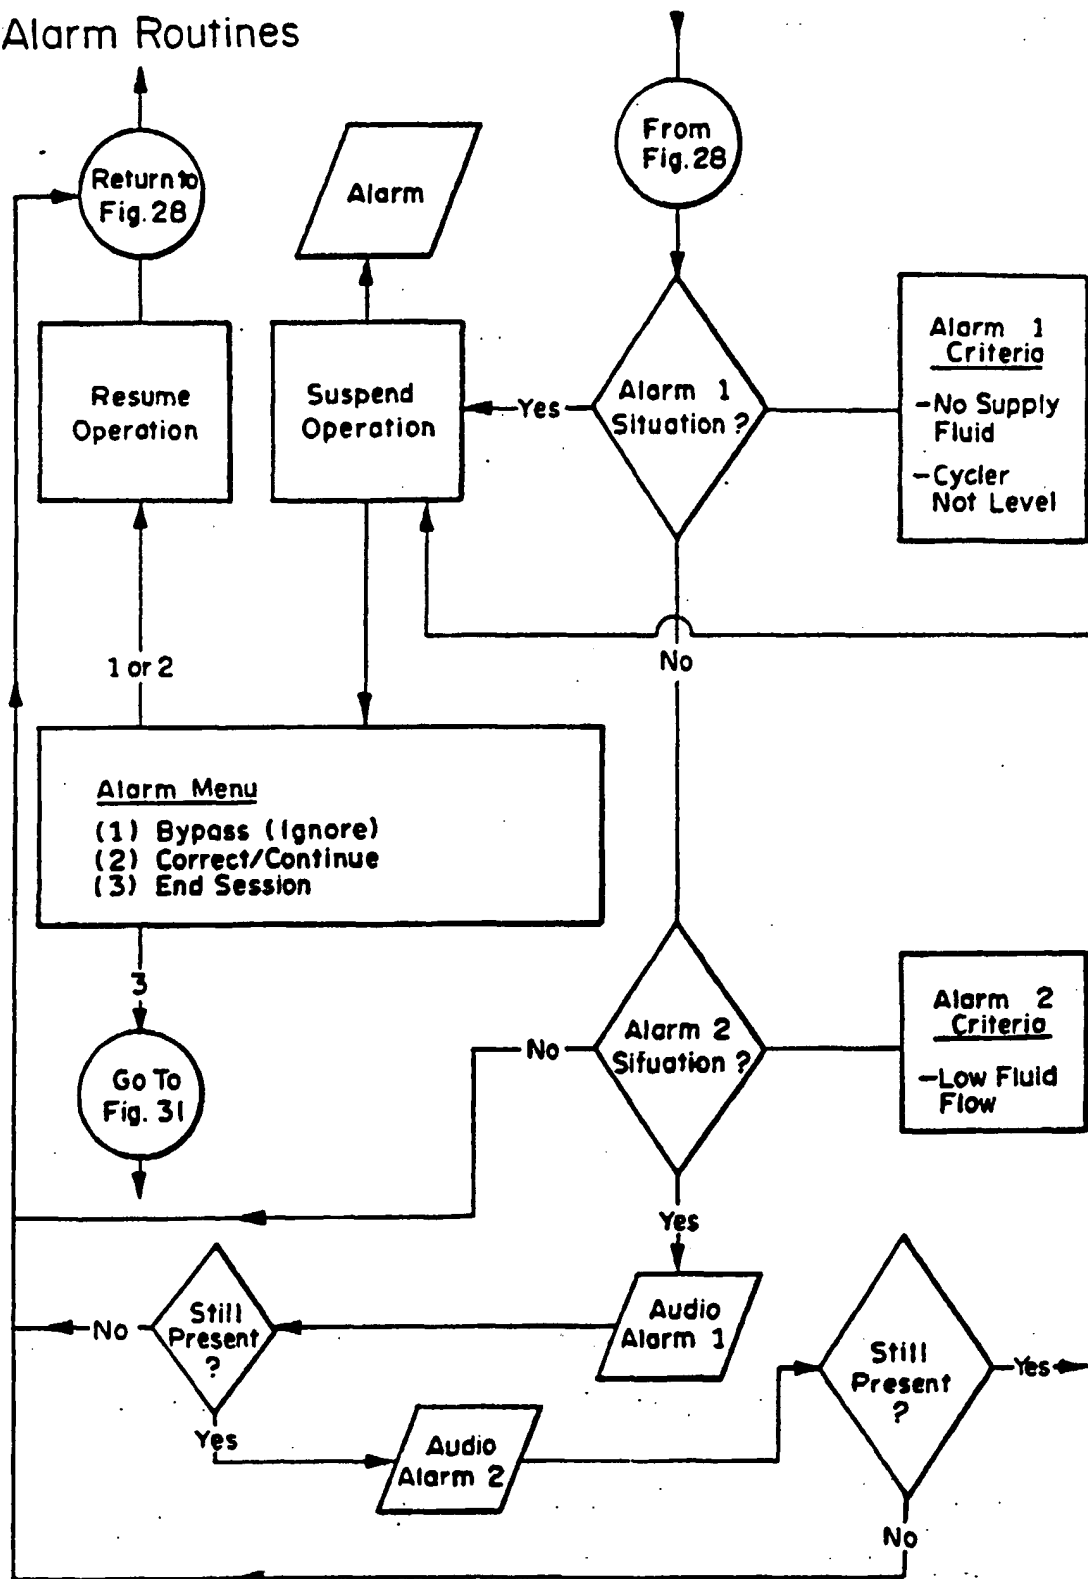 Alarm Routines
From
Fig. 28
Return to
Fig. 28
Alarm
Resume
Operation
Suspend
Operation
Yes
Alarm 1
Situation ?
Alarm 1
Criteria
-No Supply
Fluid
-Cycler
Not Level
1 or 2
No
Alarm Menu
(1) Bypass (Ignore)
(2) Correct/Continue
(3) End Session
3
Go To
Fig. 31
No
Alarm 2
Sifuation ?
Alarm 2
Criteria
-Low Fluid
Flow
Yes
No
Still
Present
?
Audio
Alarm 1
Still
Present
?
Yes
Yes
Audio
Alarm 2
No